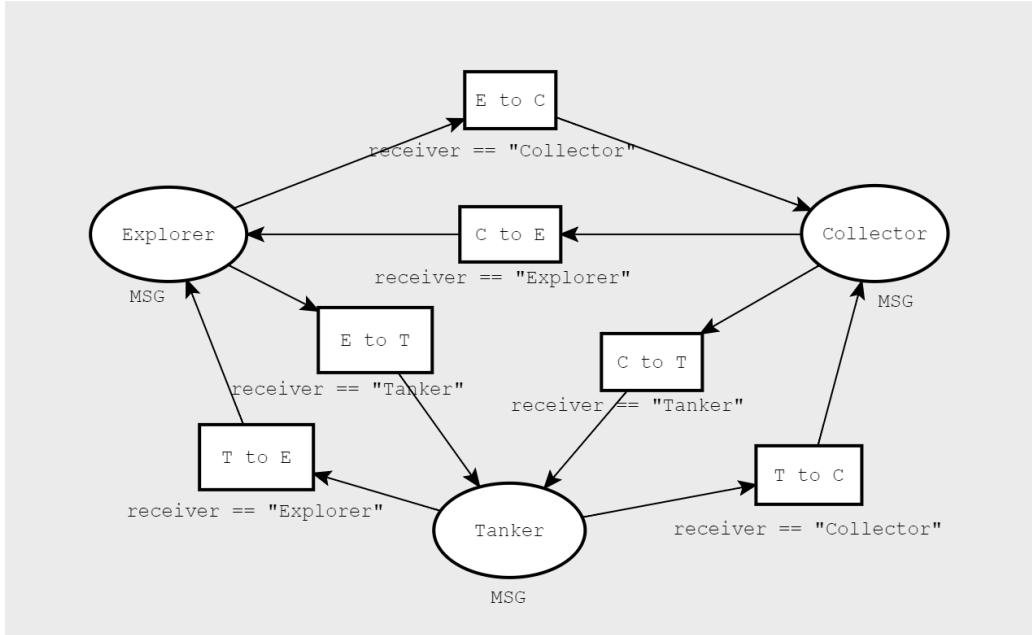 E to C
receiver == "Collector"
Explorer
C to E
Collector
receiver == "Explorer"
MSG
MSG
E to T
C to T
receiver == "Tanker"
receiver == "Tanker"
T to E
T to C
receiver == "Explorer"
Tanker
receiver == "Collector"
MSG